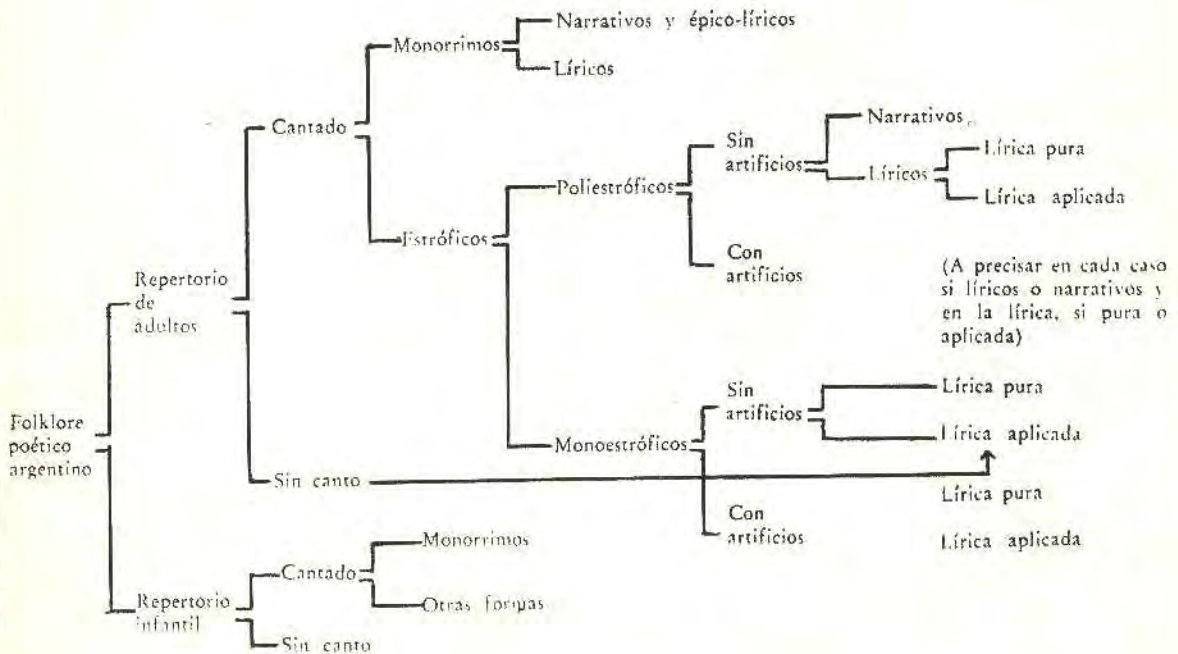 Narrativos y épico-líricos
Monorrimos
Líricos
Cantado
Narrativos
Sin
artificios
Lírica pura
Líricos
Poliestróficos
Lírica aplicada
Estróficos
Con
artificios
(A precisar en cada caso
si líricos o narrativos y
en la lírica, si pura o
aplicada)
Repertorio
de
adultos
Sin
artificios
Lírica pura
Folklore
poético
argentino
Monoestróficos
Lírica aplicada
Sin canto
Lírica pura
Con
artificios
Lírica aplicada
Monorrimos
Cantado
Repertorio
infantil
Otras formas
Sin canto